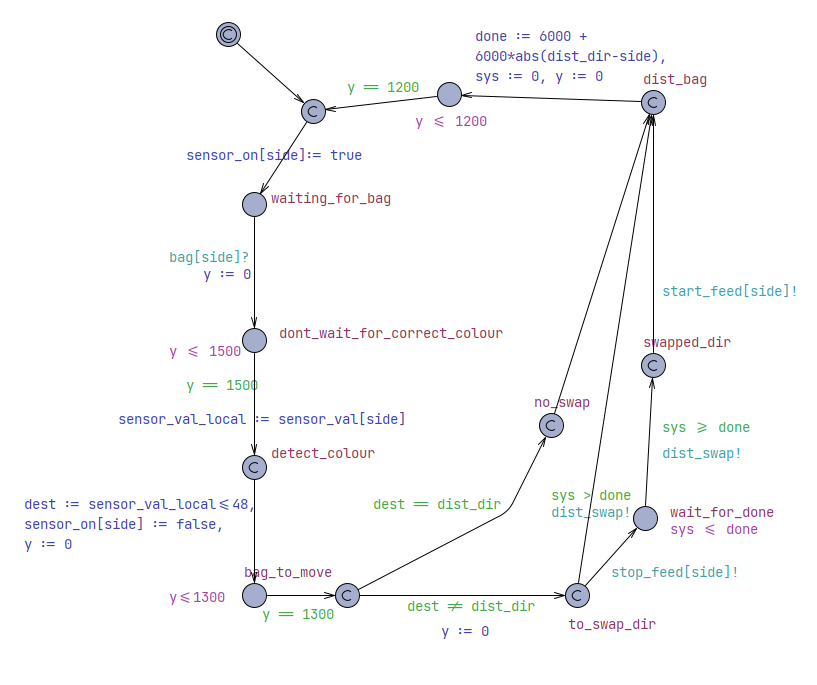 done := 6000 +
6000*abs(dist_dir-side),
sys := 0, y := 0
dist_bag
y == 1200
y <= 1200
C
C
C
sensor_on[side]:= true
waiting_for_bag
bag[side]?
y := 0
start_feed[side]!
dont_wait_for_correct_colour
swapped_dir
y <= 1500
C
y == 1500
no_swap
sensor_val_local := sensor_val[side]
C
sys >= done
detect_colour
dist_swap!
C
dest := sensor_val_local<=48,
sensor_on[side] := false,
y := 0
dest == dist_dir
sys > done
dist_swap!
wait_for_done
sys <= done
bag_to_move
stop_feed[side]!
y<=1300
C
C
y == 1300
dest != dist_dir
y := 0
to_swap_dir